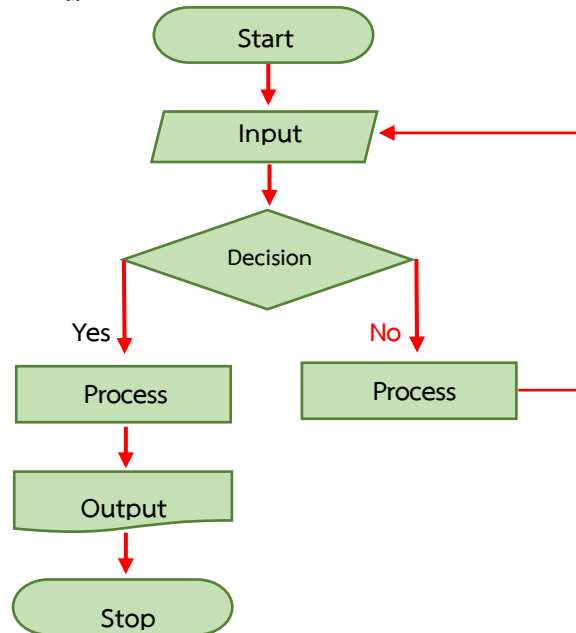 Start
Input
Decision
Yes
No
Process
Process
Output
Stop